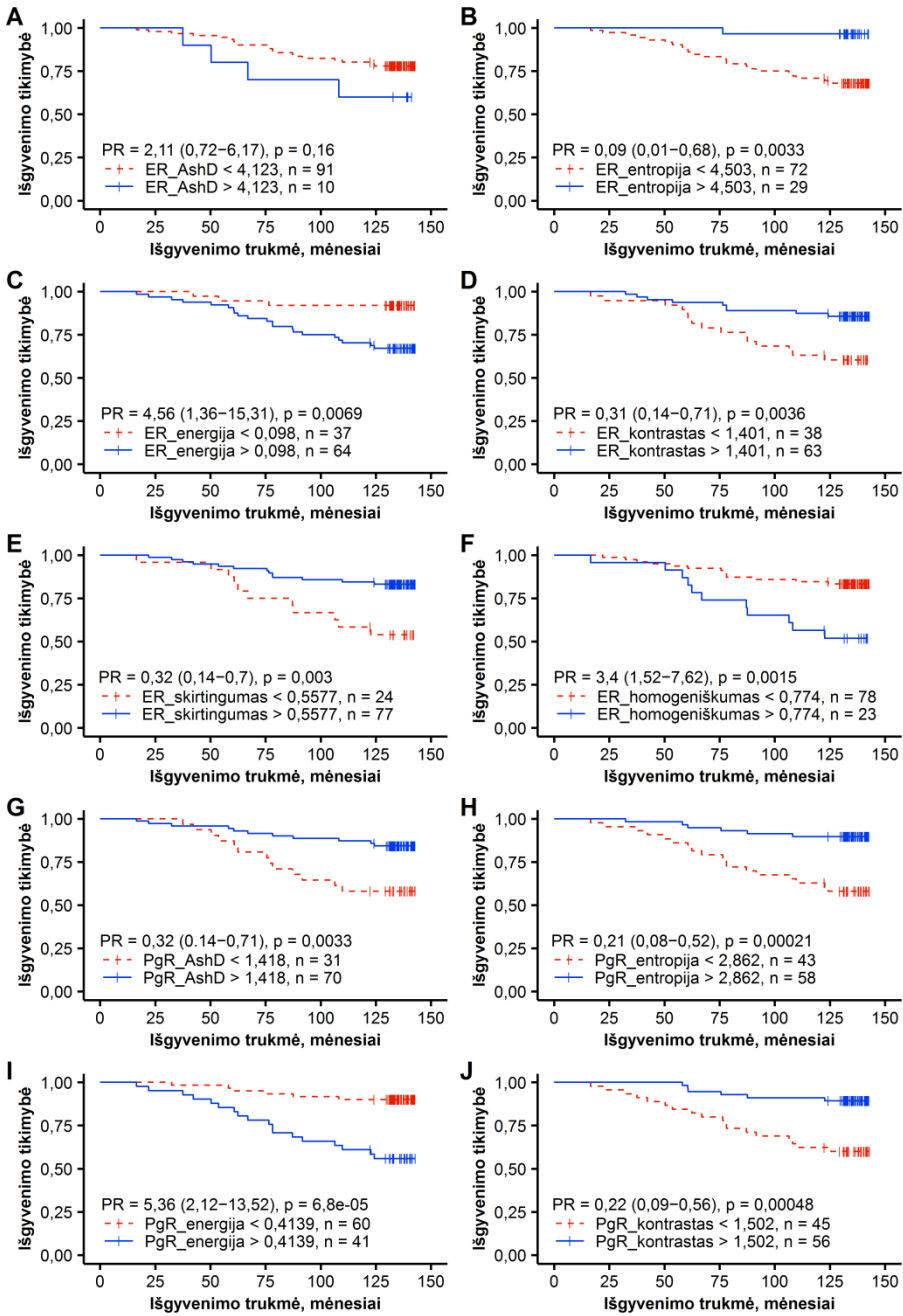 A
Išgyvenimo tikimybė
1,00
0,75
0,50
0,25
0,00
PR = 2,11 (0,72−6,17), p = 0,16
ER_AshD < 4,123, n = 91
ER_AshD > 4,123, n = 10
0 25 50 75 100 125 150
Išgyvenimo trukmė, mėnesiai
B
Išgyvenimo tikimybė
1,00
0,75
0,50
0,25
0,00
PR = 0,09 (0,01−0,68), p = 0,0033
ER_entropija < 4,503, n = 72
ER_entropija > 4,503, n = 29
0 25 50 75 100 125 150
Išgyvenimo trukmė, mėnesiai
C
Išgyvenimo tikimybė
1,00
0,75
0,50
0,25
0,00
PR = 4,56 (1,36−15,31), p = 0,0069
ER_energija < 0,098, n = 37
ER_energija > 0,098, n = 64
0 25 50 75 100 125 150
Išgyvenimo trukmė, mėnesiai
D
Išgyvenimo tikimybė
1,00
0,75
0,50
0,25
0,00
PR = 0,31 (0,14−0,71), p = 0,0036
ER_kontrastas < 1,401, n = 38
ER_kontrastas > 1,401, n = 63
0 25 50 75 100 125 150
Išgyvenimo trukmė, mėnesiai
E
Išgyvenimo tikimybė
1,00
0,75
0,50
0,25
0,00
PR = 0,32 (0,14−0,7), p = 0,003
ER_skirtingumas < 0,5577, n = 24
ER_skirtingumas > 0,5577, n = 77
0 25 50 75 100 125 150
Išgyvenimo trukmė, mėnesiai
F
Išgyvenimo tikimybė
1,00
0,75
0,50
0,25
0,00
PR = 3,4 (1,52−7,62), p = 0,0015
ER_homogeniškumas < 0,774, n = 78
ER_homogeniškumas > 0,774, n = 23
0 25 50 75 100 125 150
Išgyvenimo trukmė, mėnesiai
G
Išgyvenimo tikimybė
1,00
0,75
0,50
0,25
0,00
PR = 0,32 (0.14−0,71), p = 0,0033
PgR_AshD < 1,418, n = 31
PgR_AshD > 1,418, n = 70
0 25 50 75 100 125 150
Išgyvenimo trukmė, mėnesiai
H
Išgyvenimo tikimybė
1,00
0,75
0,50
0,25
0,00
PR = 0,21 (0,08−0,52), p = 0,00021
PgR_entropija < 2,862, n = 43
PgR_entropija > 2,862, n = 58
0 25 50 75 100 125 150
Išgyvenimo trukmė, mėnesiai
I
Išgyvenimo tikimybė
1,00
0,75
0,50
0,25
0,00
PR = 5,36 (2,12−13,52), p = 6,8e-05
PgR_energija < 0,4139, n = 60
PgR_energija > 0,4139, n = 41
0 25 50 75 100 125 150
Išgyvenimo trukmė, mėnesiai
J
Išgyvenimo tikimybė
1,00
0,75
0,50
0,25
0,00
PR = 0,22 (0,09−0,56), p = 0,00048
PgR_kontrastas < 1,502, n = 45
PgR_kontrastas > 1,502, n = 56
0 25 50 75 100 125 150
Išgyvenimo trukmė, mėnesiai